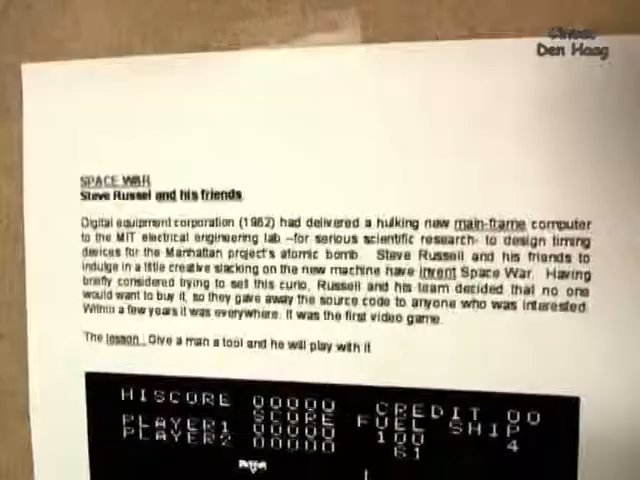 Den Haag
SPACE WAR
Steve Russel and his friends
Digital equipment corporation (1962) had delivered a hulking new main-frame computer
to the MIT electrical engineering lab –for serious scientific research- to design timing
devices for the Manhattan project's atomic bomb. Steve Russell and his friends to
indulge in a little creative slacking on the new machine have invent Space War. Having
briefly considered trying to sell this curio, Russell and his team decided that no one
would want to buy it, so they gave away the source code to anyone who was interested.
Within a few years it was everywhere. It was the first video game.
The lesson.. Give a man a tool and he will play with it
HISCORE 00000 CREDIT 00
SCORE FUEL SHIP
PLAYER1 00000 100 4
PLAYER2 00000 61